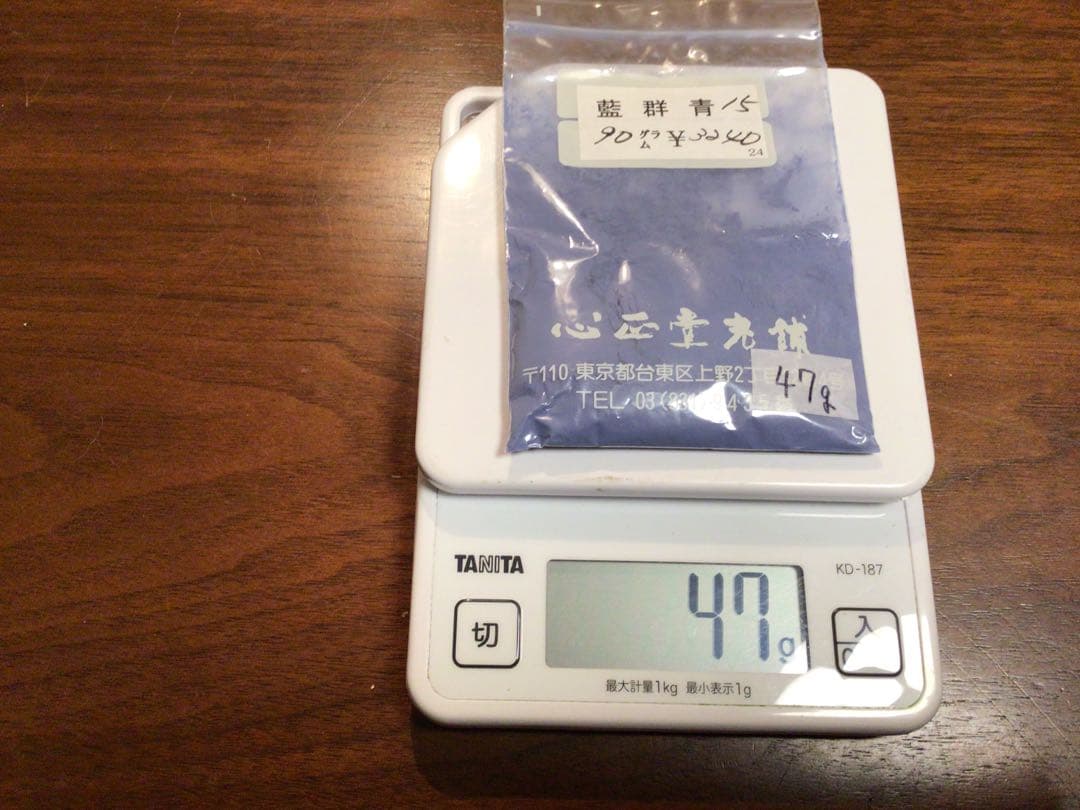 藍群青15
90グラム ¥3240
24
心正堂老舗
〒110 東京都台東区上野2丁
47g
TEL 03(831)
TANITA
KD-187
47g
切
入
最大計量1kg 最小表示1g